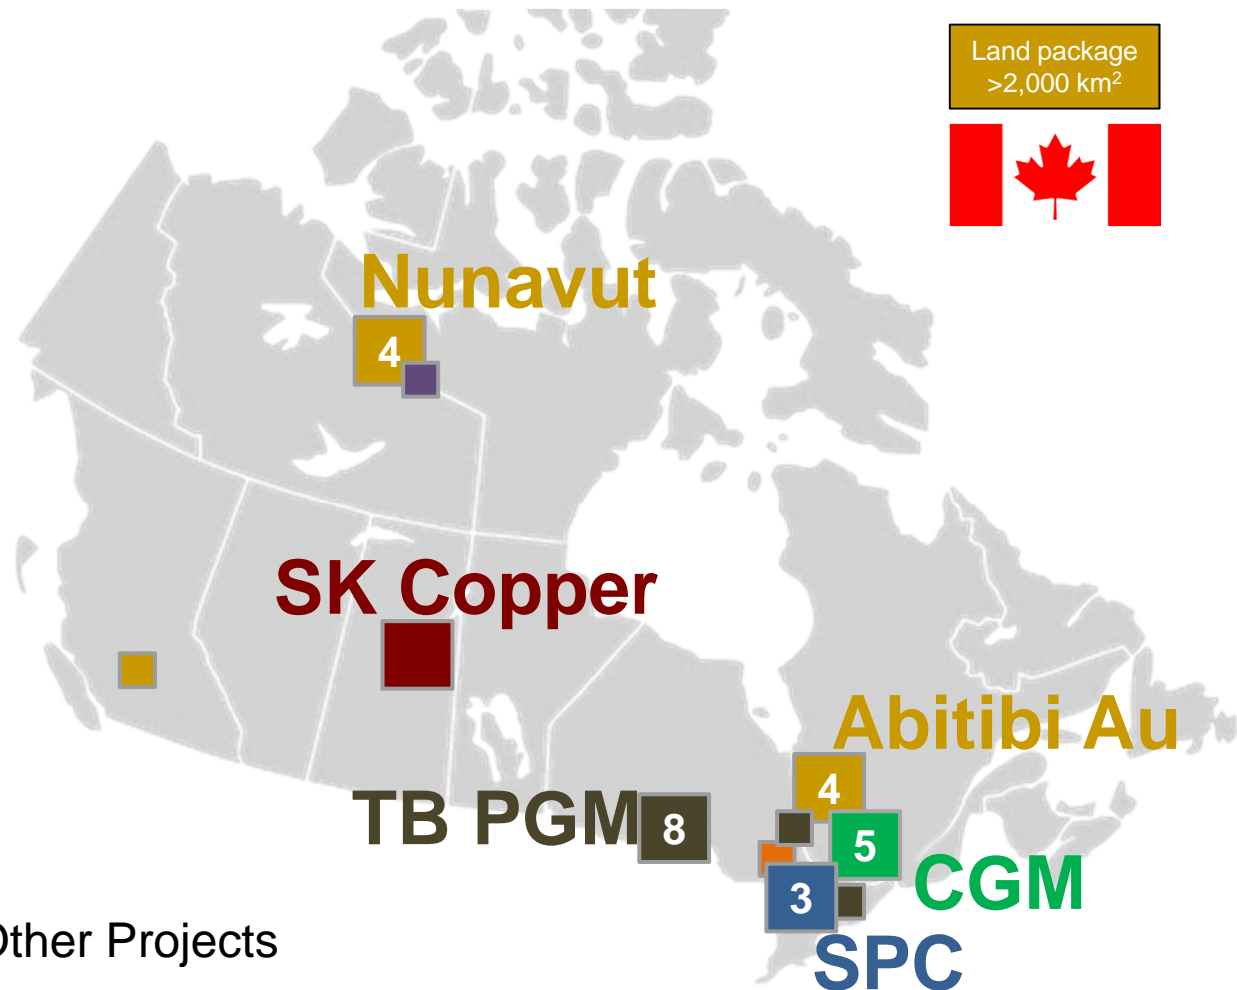 Land package
>2,000 km²
Nunavut
4
SK Copper
Abitibi Au
4
TB PGM
8
5
CGM
3
SPC
Other Projects